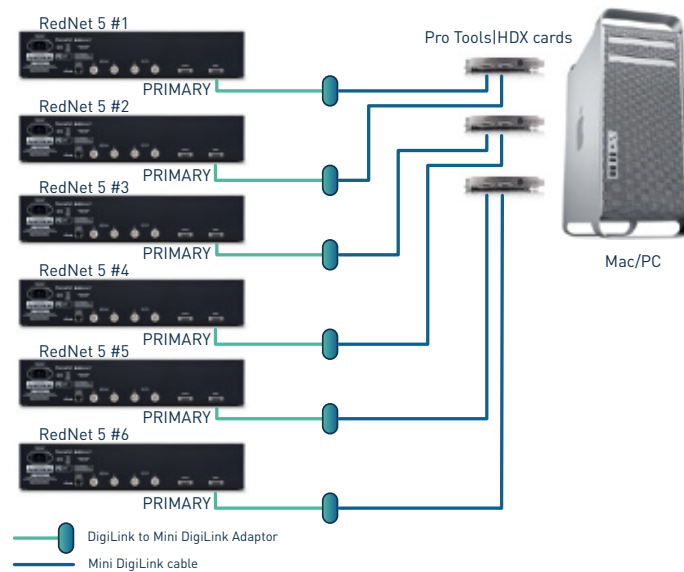 RedNet 5 #1
Pro Tools|HDX cards
PRIMARY
RedNet 5 #2
PRIMARY
RedNet 5 #3
PRIMARY
Mac/PC
RedNet 5 #4
PRIMARY
RedNet 5 #5
PRIMARY
RedNet 5 #6
PRIMARY
DigiLink to Mini DigiLink Adaptor
Mini DigiLink cable